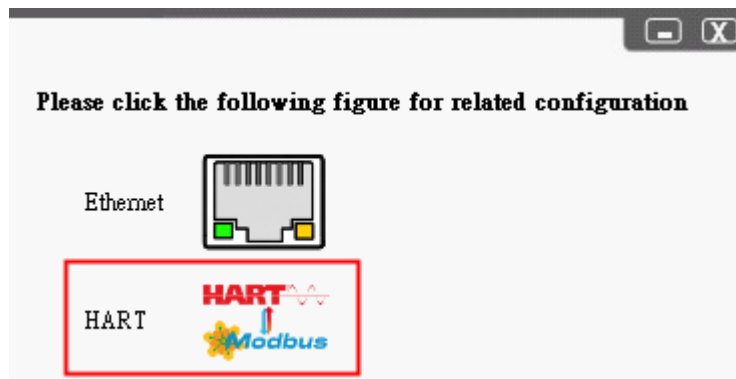 X
Please click the following figure for related configuration
Ethernet
HART
HART
Modbus